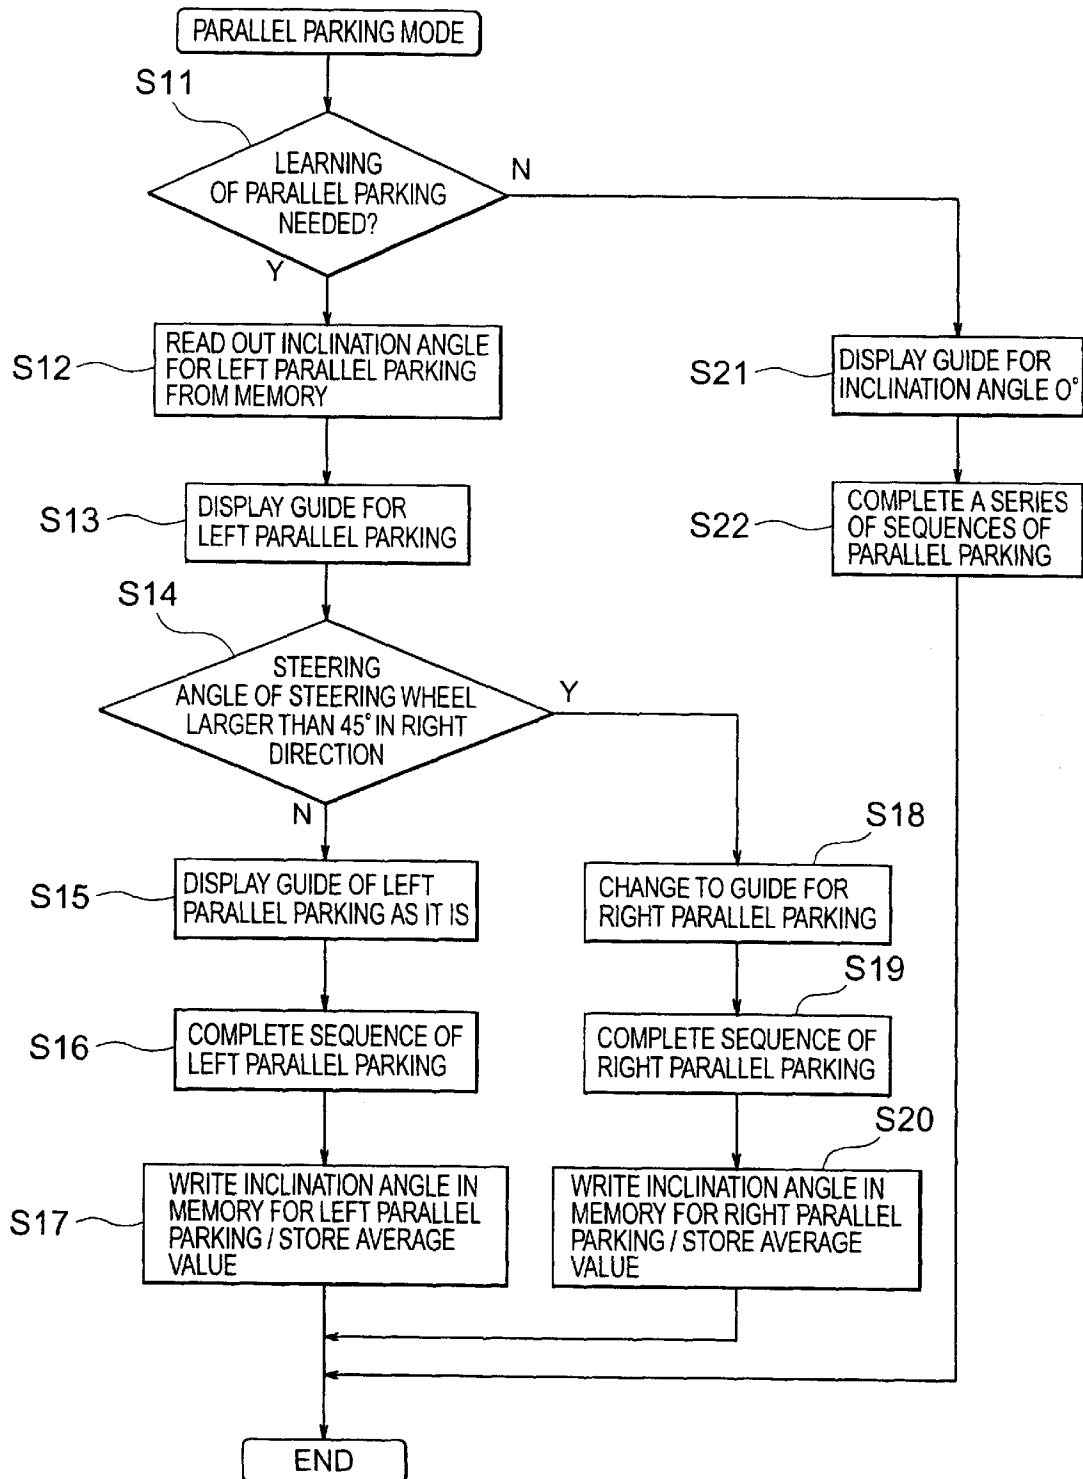 PARALLEL PARKING MODE
S11
LEARNING
OF PARALLEL PARKING
NEEDED?
N
Y
S12
READ OUT INCLINATION ANGLE
FOR LEFT PARALLEL PARKING
FROM MEMORY
S21
DISPLAY GUIDE FOR
INCLINATION ANGLE 0°
S13
DISPLAY GUIDE FOR
LEFT PARALLEL PARKING
S22
COMPLETE A SERIES
OF SEQUENCES OF
PARALLEL PARKING
S14
STEERING
ANGLE OF STEERING WHEEL
LARGER THAN 45° IN RIGHT
DIRECTION
Y
N
S15
DISPLAY GUIDE OF LEFT
PARALLEL PARKING AS IT IS
S18
CHANGE TO GUIDE FOR
RIGHT PARALLEL PARKING
S16
COMPLETE SEQUENCE OF
LEFT PARALLEL PARKING
S19
COMPLETE SEQUENCE OF
RIGHT PARALLEL PARKING
S17
WRITE INCLINATION ANGLE IN
MEMORY FOR LEFT PARALLEL
PARKING / STORE AVERAGE
VALUE
S20
WRITE INCLINATION ANGLE IN
MEMORY FOR RIGHT PARALLEL
PARKING / STORE AVERAGE
VALUE
END